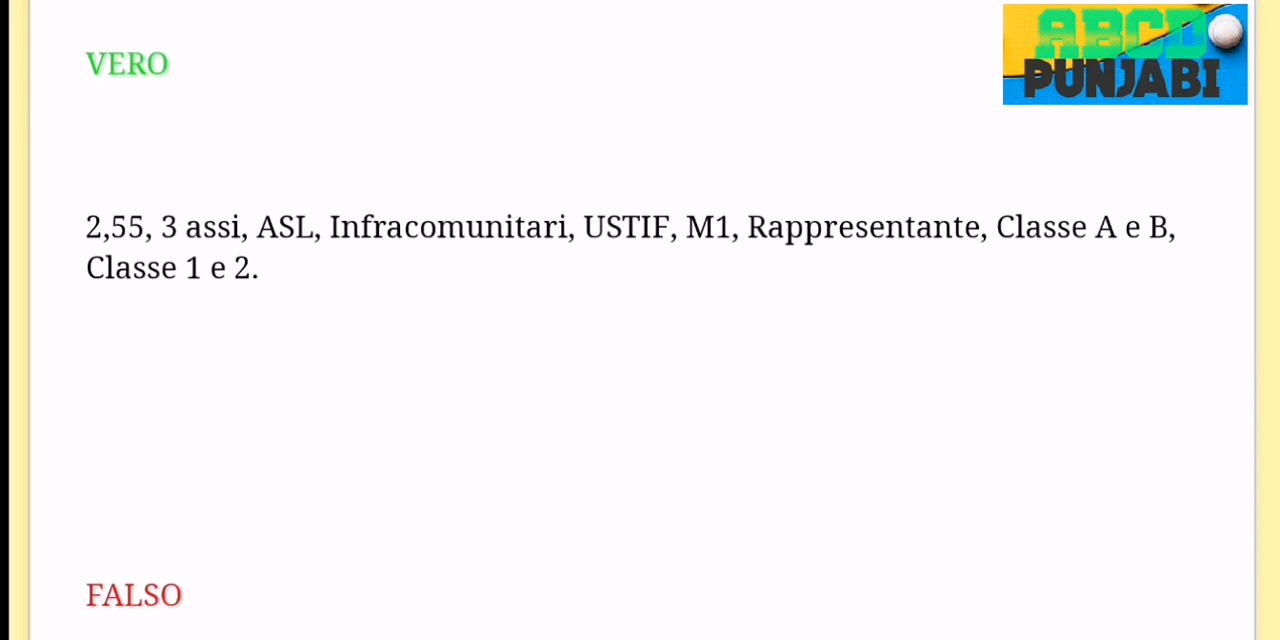 ABCD
PUNJABI
VERO
2,55, 3 assi, ASL, Infracomunitari, USTIF, M1, Rappresentante, Classe A e B,
Classe 1 e 2.
FALSO